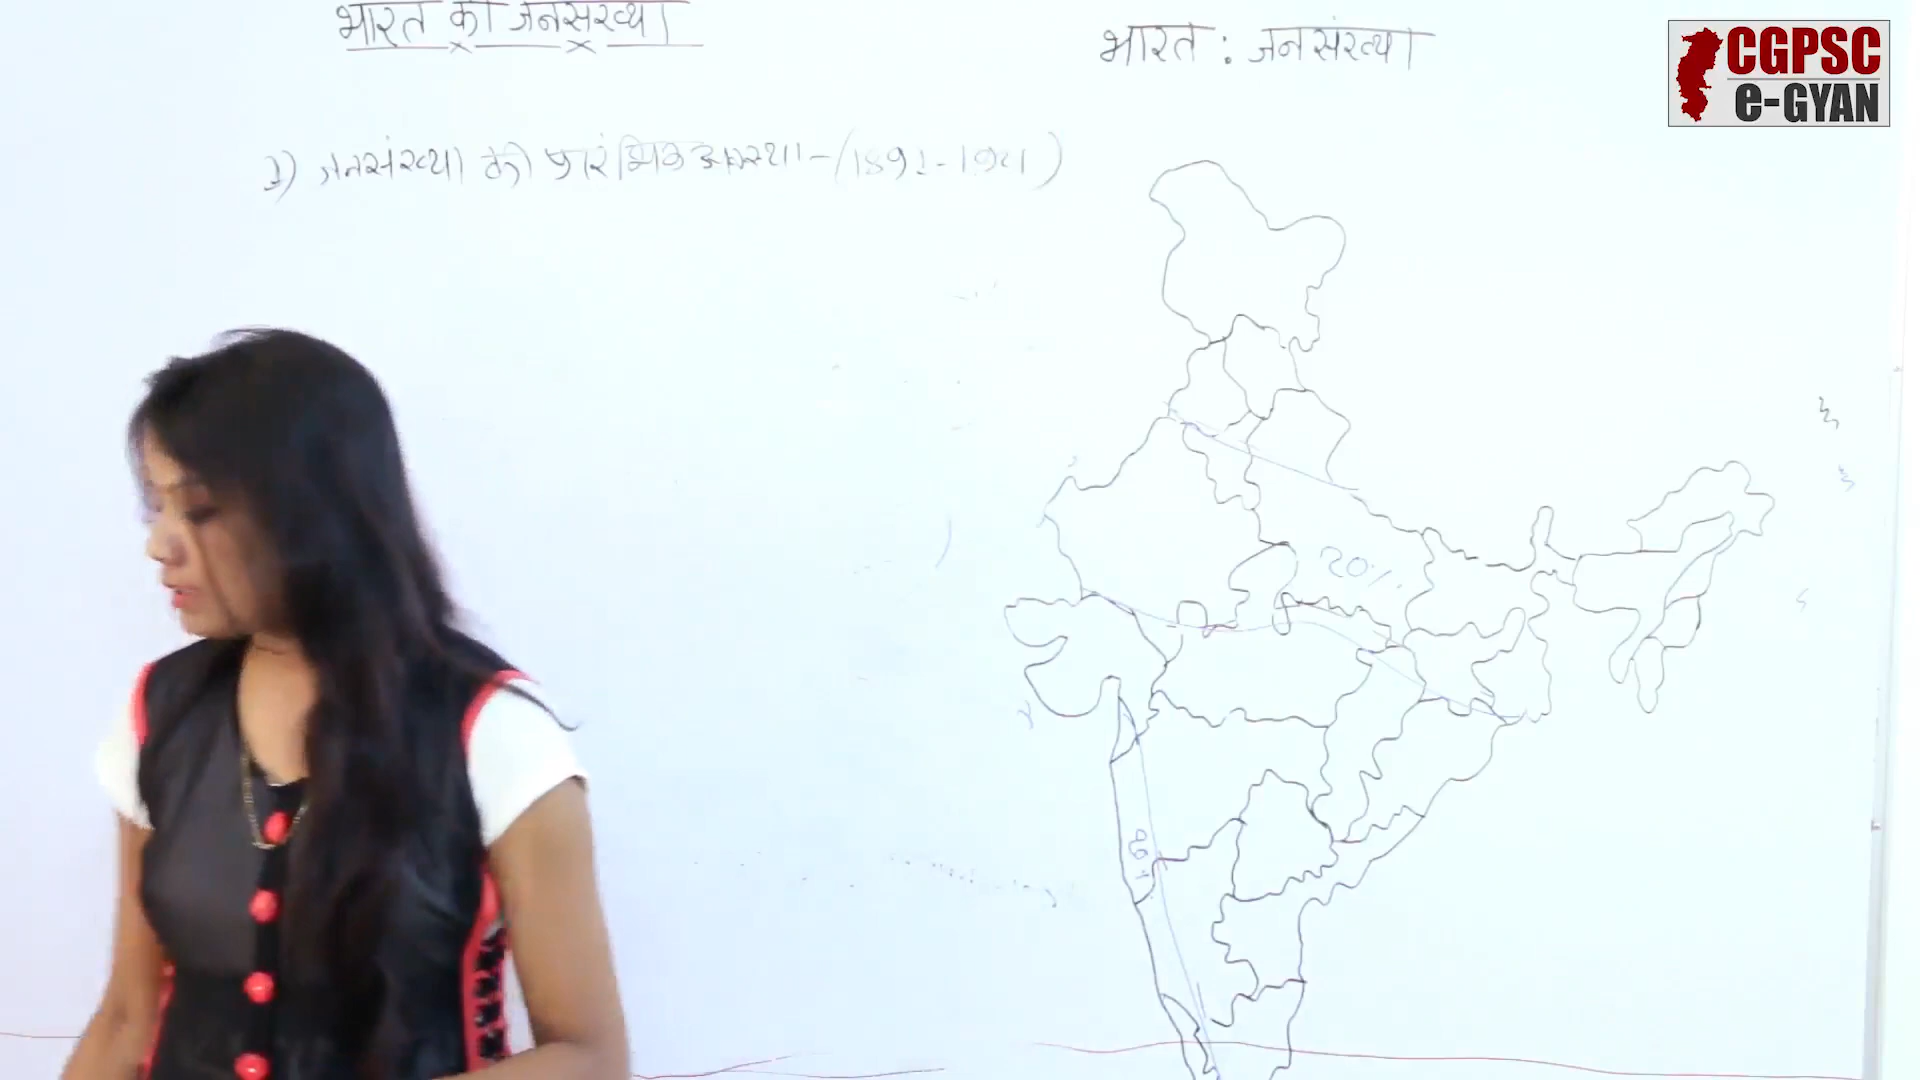 भारत की जनसंख्या
भारत : जनसंख्या
CGPSC
e-GYAN
1) जनसंख्या की प्रारंभिक अवस्था - (1891-1921)
20%